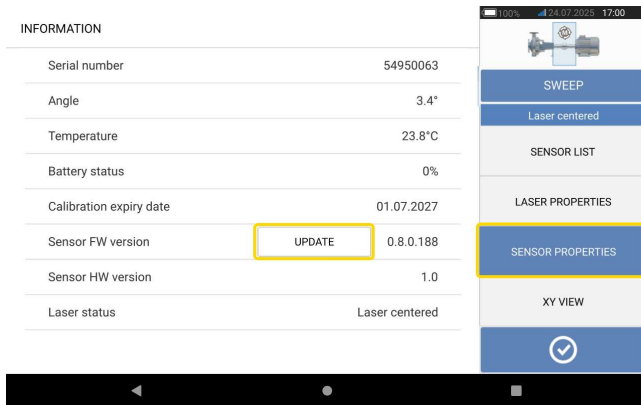 100% 24.07.2025 17:00
INFORMATION
Serial number 54950063
Angle 3.4°
Temperature 23.8°C
Battery status 0%
Calibration expiry date 01.07.2027
Sensor FW version UPDATE 0.8.0.188
Sensor HW version 1.0
Laser status Laser centered
SWEEP
Laser centered
SENSOR LIST
LASER PROPERTIES
SENSOR PROPERTIES
XY VIEW